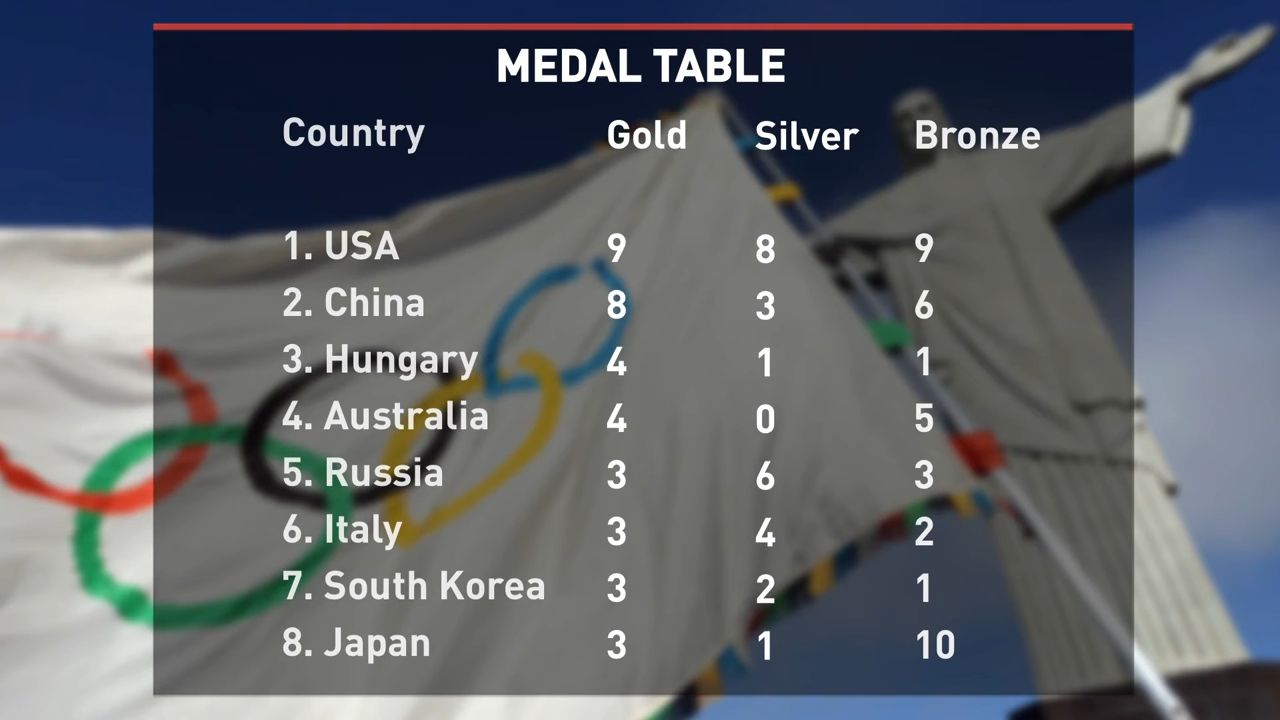 MEDAL TABLE
Country Gold Silver Bronze
1. USA 9 8 9
2. China 8 3 6
3. Hungary 4 1 1
4. Australia 4 0 5
5. Russia 3 6 3
6. Italy 3 4 2
7. South Korea 3 2 1
8. Japan 3 1 10